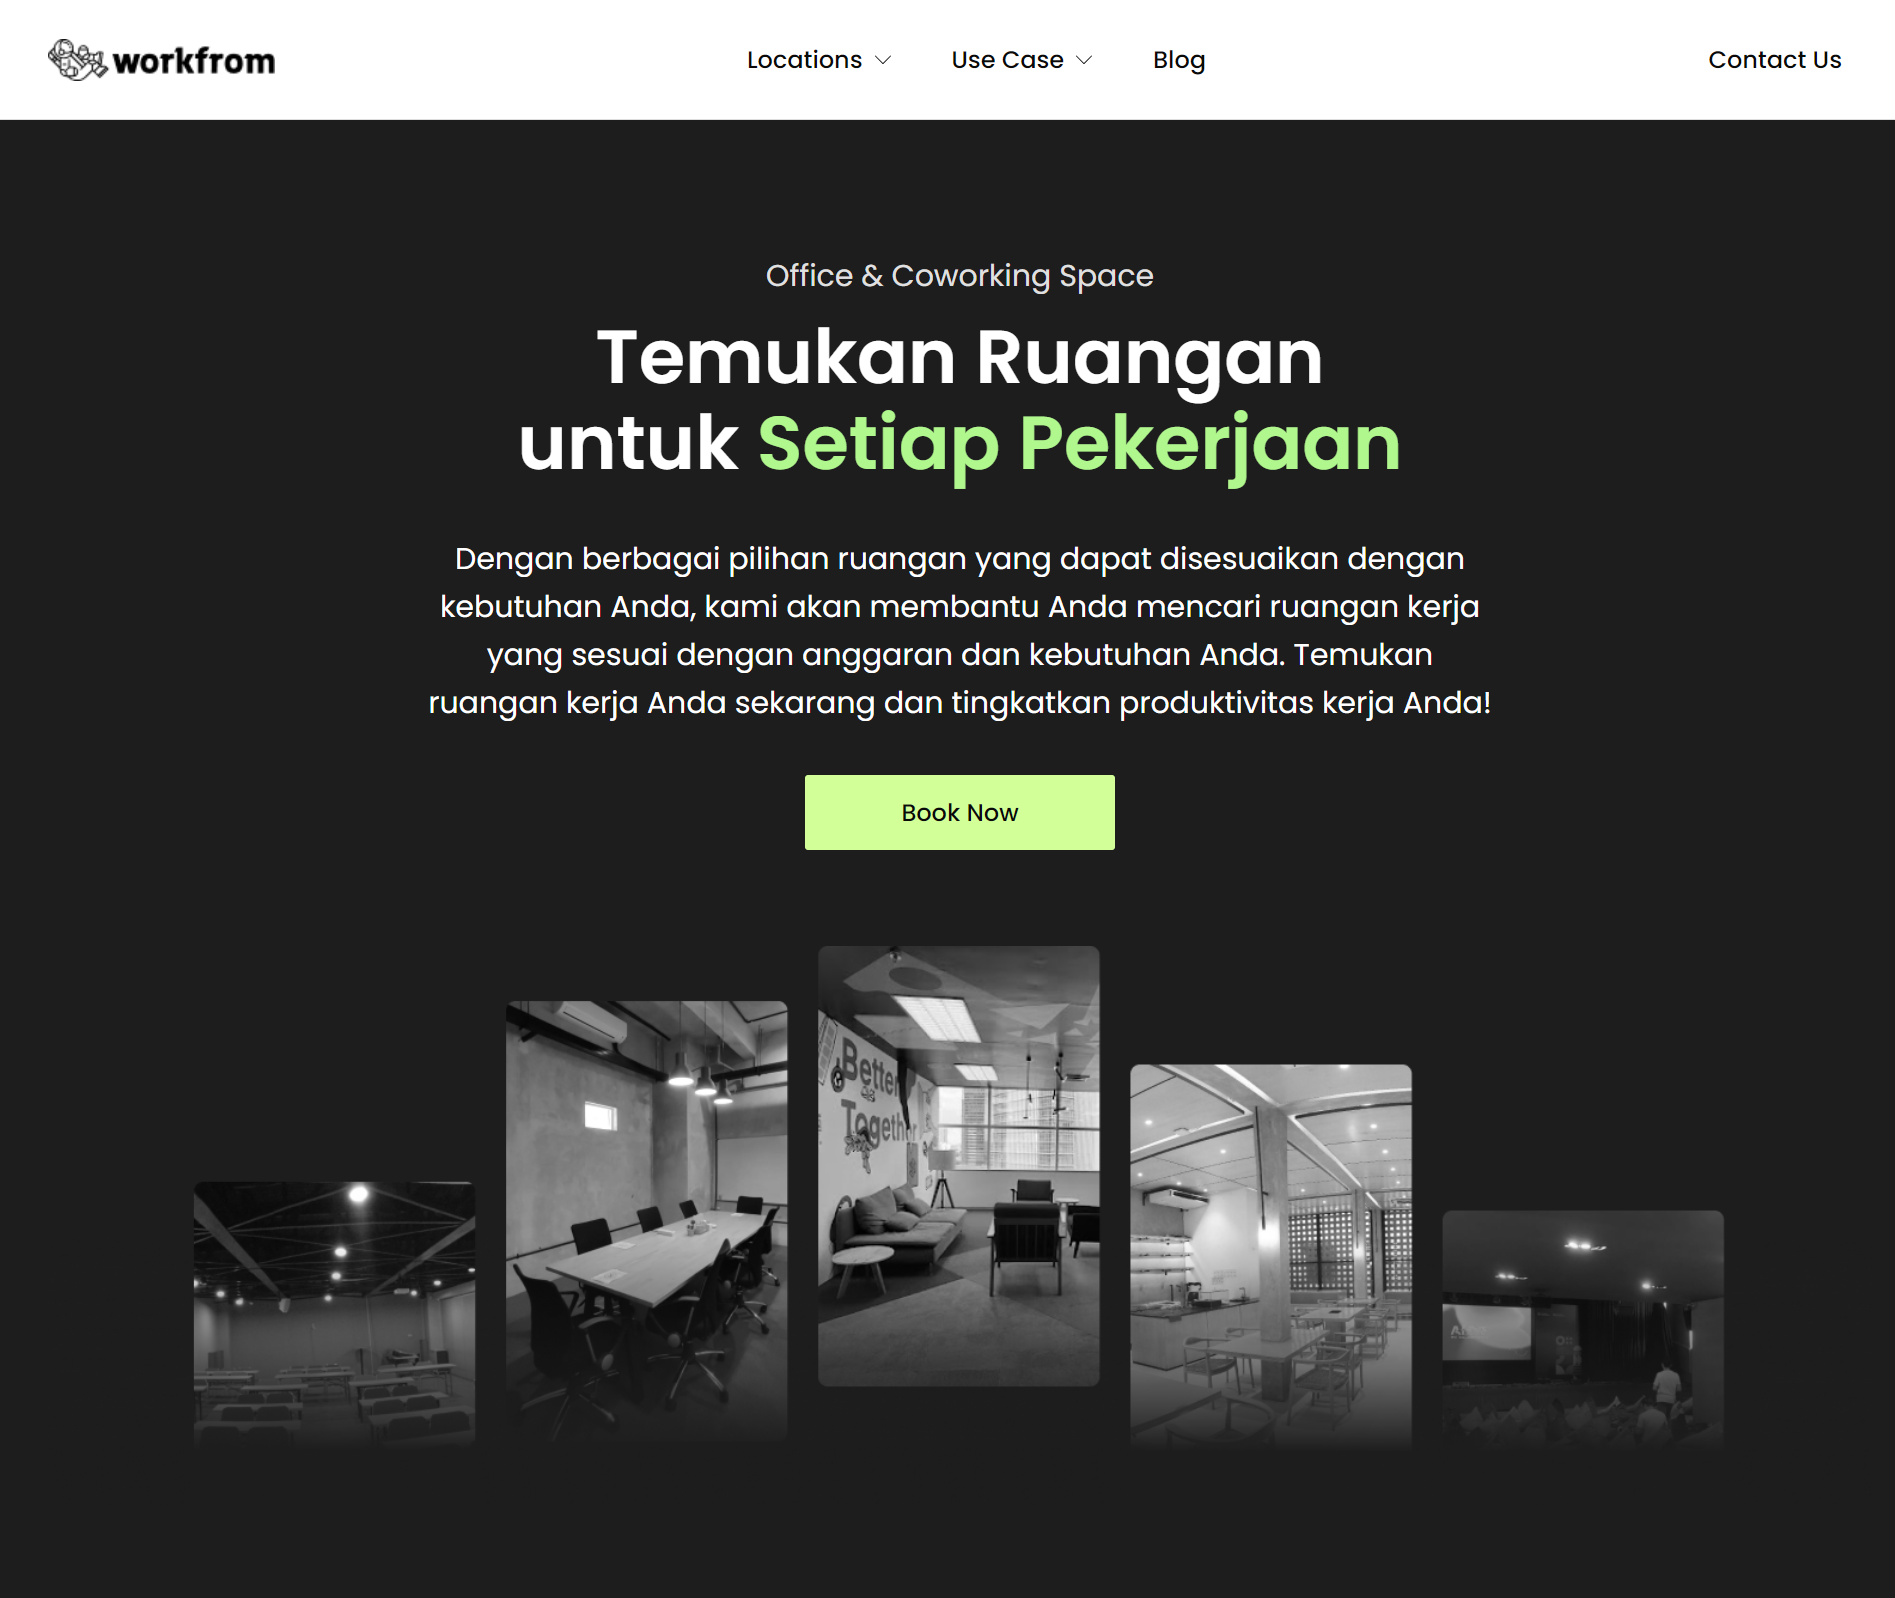 workfrom
Locations
Use Case
Blog
Contact Us
Office & Coworking Space
Temukan Ruangan
untuk Setiap Pekerjaan
Dengan berbagai pilihan ruangan yang dapat disesuaikan dengan
kebutuhan Anda, kami akan membantu Anda mencari ruangan kerja
yang sesuai dengan anggaran dan kebutuhan Anda. Temukan
ruangan kerja Anda sekarang dan tingkatkan produktivitas kerja Anda!
Book Now
Better
Together